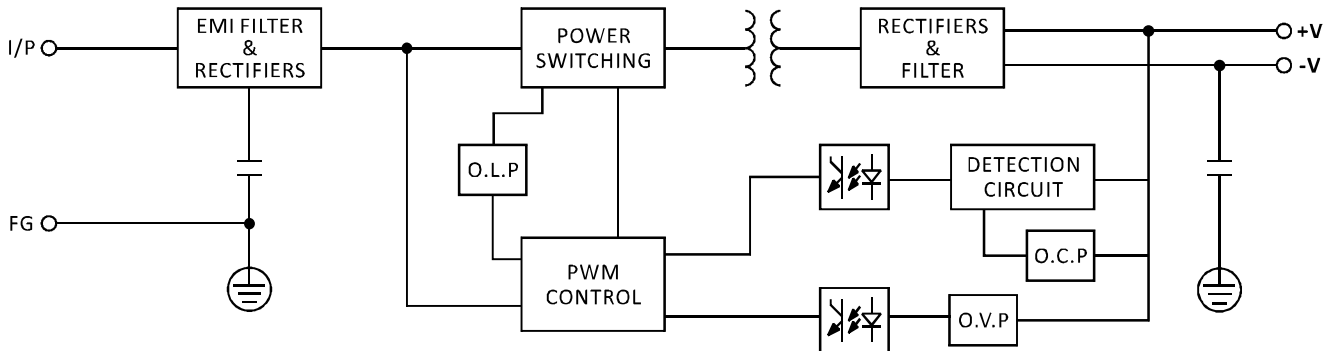 I/P
EMI FILTER
&
RECTIFIERS
POWER
SWITCHING
RECTIFIERS
&
FILTER
+V
-V
O.L.P
DETECTION
CIRCUIT
FG
PWM
CONTROL
O.C.P
O.V.P